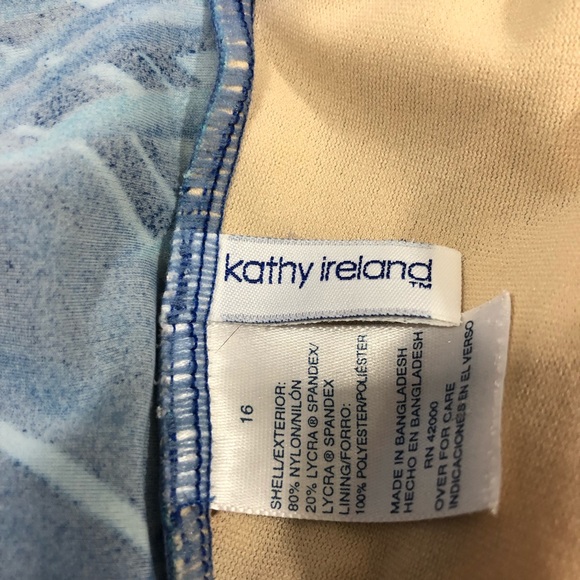 kathy ireland
TM
16
SHELL/EXTERIOR:
80% NYLON/NILÓN
20% LYCRA ® SPANDEX/
LYCRA ® SPANDEX
LINING/FORRO:
100% POLYESTER/POLIÉSTER
MADE IN BANGLADESH
HECHO EN BANGLADESH
RN 42000
OVER FOR CARE
INDICACIONES EN EL VERSO